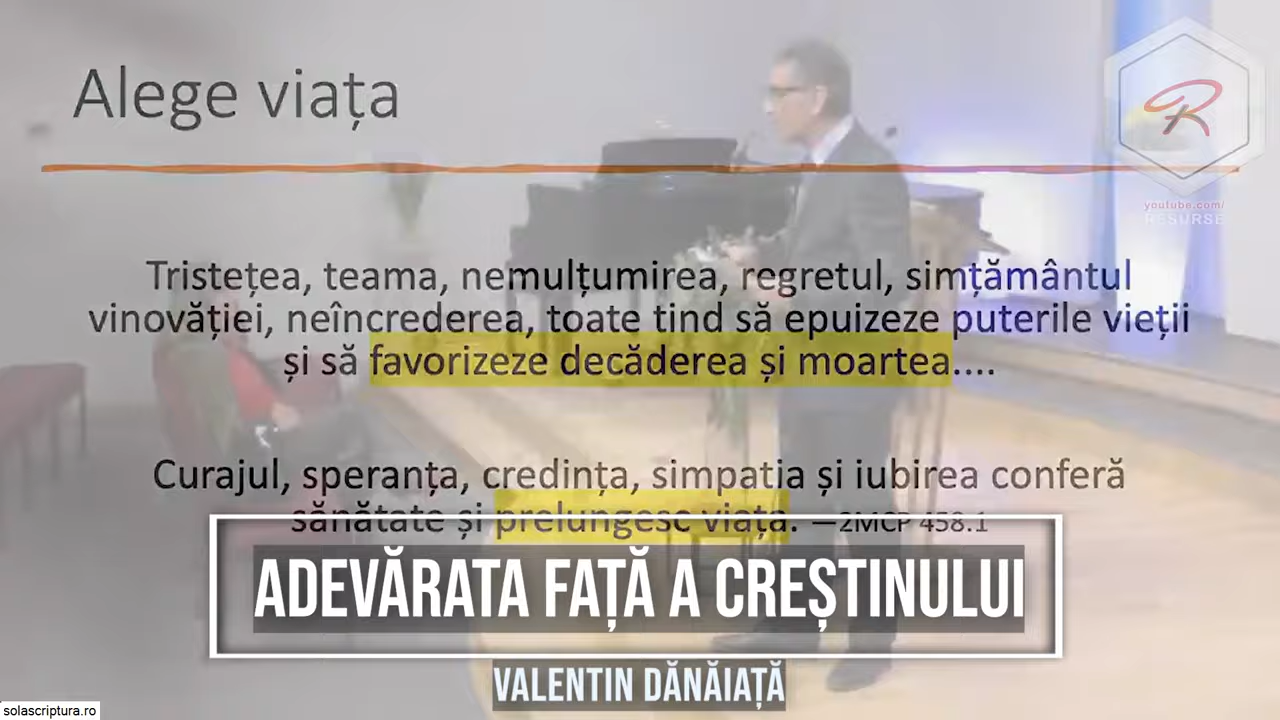 Alege viața
R
youtube.com/
RESURSE
Tristețea, teama, nemulțumirea, regretul, simțământul
vinovăției, neîncrederea, toate tind să epuizeze puterile vieții
și să favorizeze decăderea și moartea....
Curajul, speranța, credința, simpatia și iubirea conferă
sănătate și prelungesc viața. —2MCP 458.1
ADEVĂRATA FAȚĂ A CREȘTINULUI
VALENTIN DĂNĂIAȚĂ
solascriptura.ro